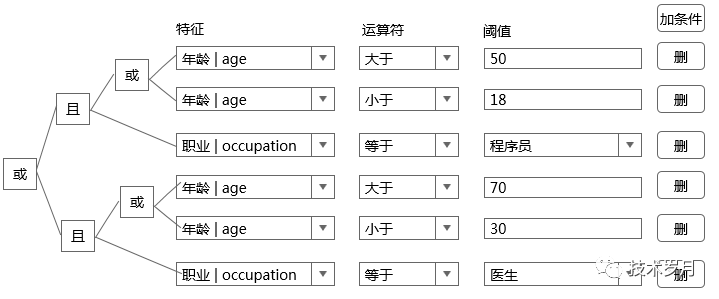 特征 运算符 阈值 加条件
年龄 | age 大于 50 删
或
年龄 | age 小于 18 删
且
职业 | occupation 等于 程序员 删
或
年龄 | age 大于 70 删
或
年龄 | age 小于 30 删
且
职业 | occupation 等于 医生 删
技术岁月